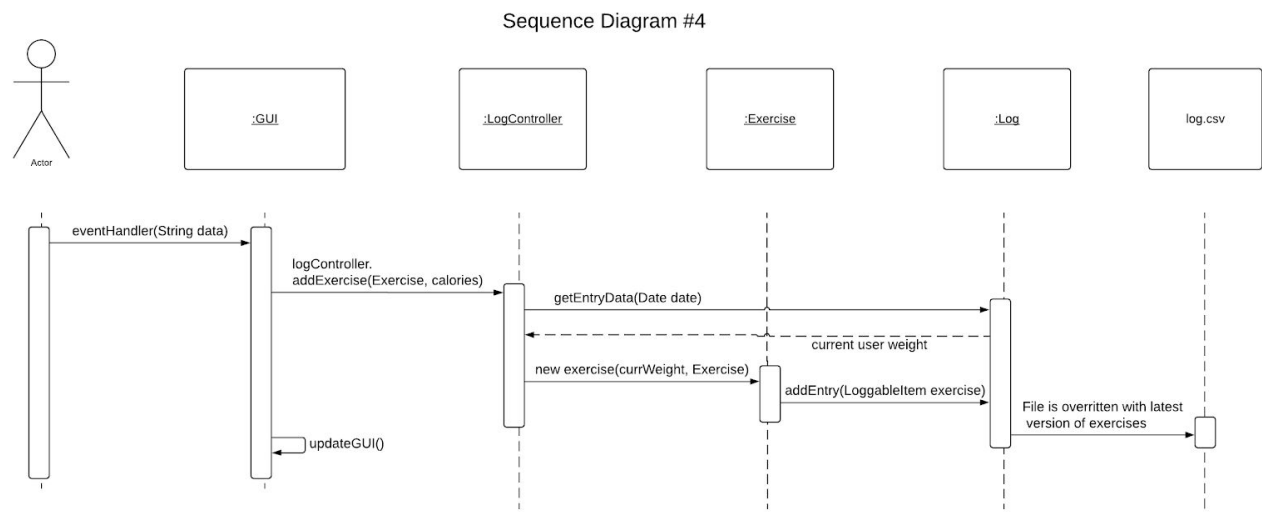 Sequence Diagram #4
Actor
:GUI
:LogController
:Exercise
:Log
log.csv
eventHandler(String data)
logController.
addExercise(Exercise, calories)
getEntryData(Date date)
current user weight
new exercise(currWeight, Exercise)
addEntry(LoggableItem exercise)
File is overritten with latest
version of exercises
updateGUI()